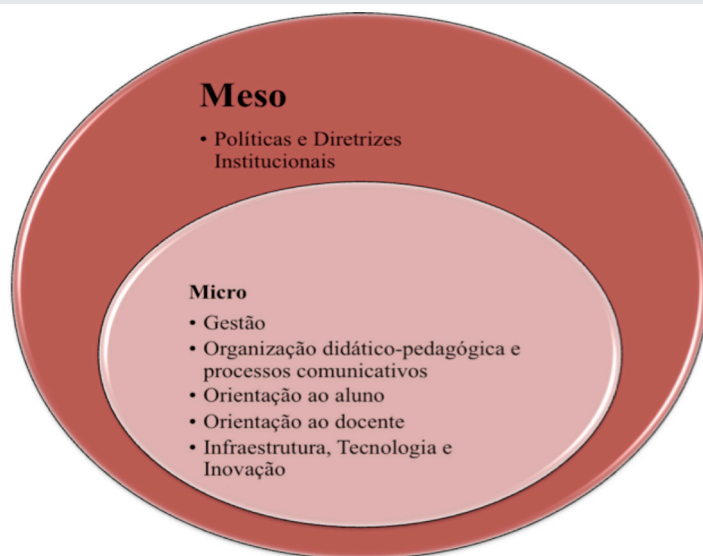 Meso
• Políticas e Diretrizes
Institucionais
Micro
• Gestão
• Organização didático-pedagógica e
processos comunicativos
• Orientação ao aluno
• Orientação ao docente
• Infraestrutura, Tecnologia e
Inovação